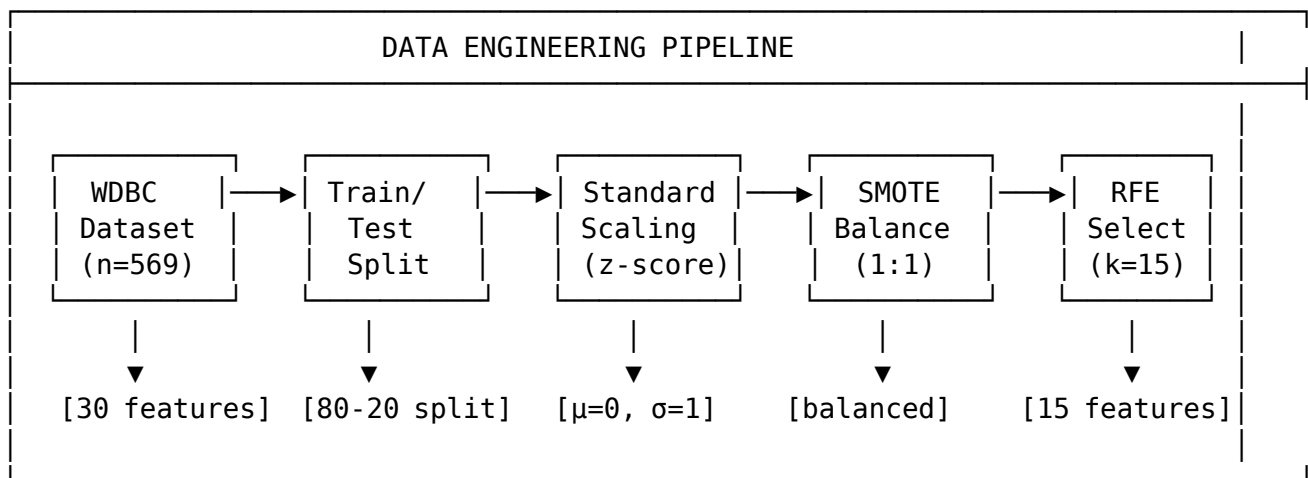 DATA ENGINEERING PIPELINE
WDBC Train/ Standard SMOTE RFE
Dataset Test Scaling Balance Select
(n=569) Split (z-score) (1:1) (k=15)
[30 features] [80-20 split] [μ=0, σ=1] [balanced] [15 features]